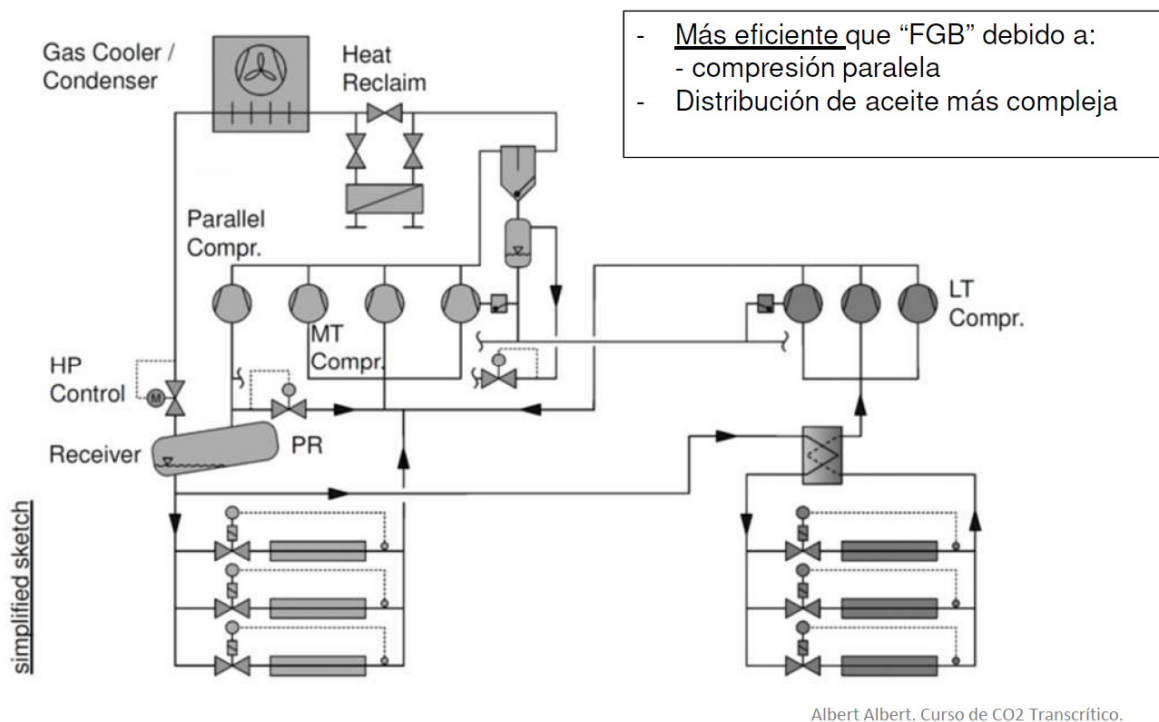 Gas Cooler /
Condenser
Heat
Reclaim
- Más eficiente que “FGB” debido a:
- compresión paralela
- Distribución de aceite más compleja
Parallel
Compr.
MT
Compr.
LT
Compr.
HP
Control
M
Receiver
PR
simplified sketch
Albert Albert. Curso de CO2 Transcrítico.